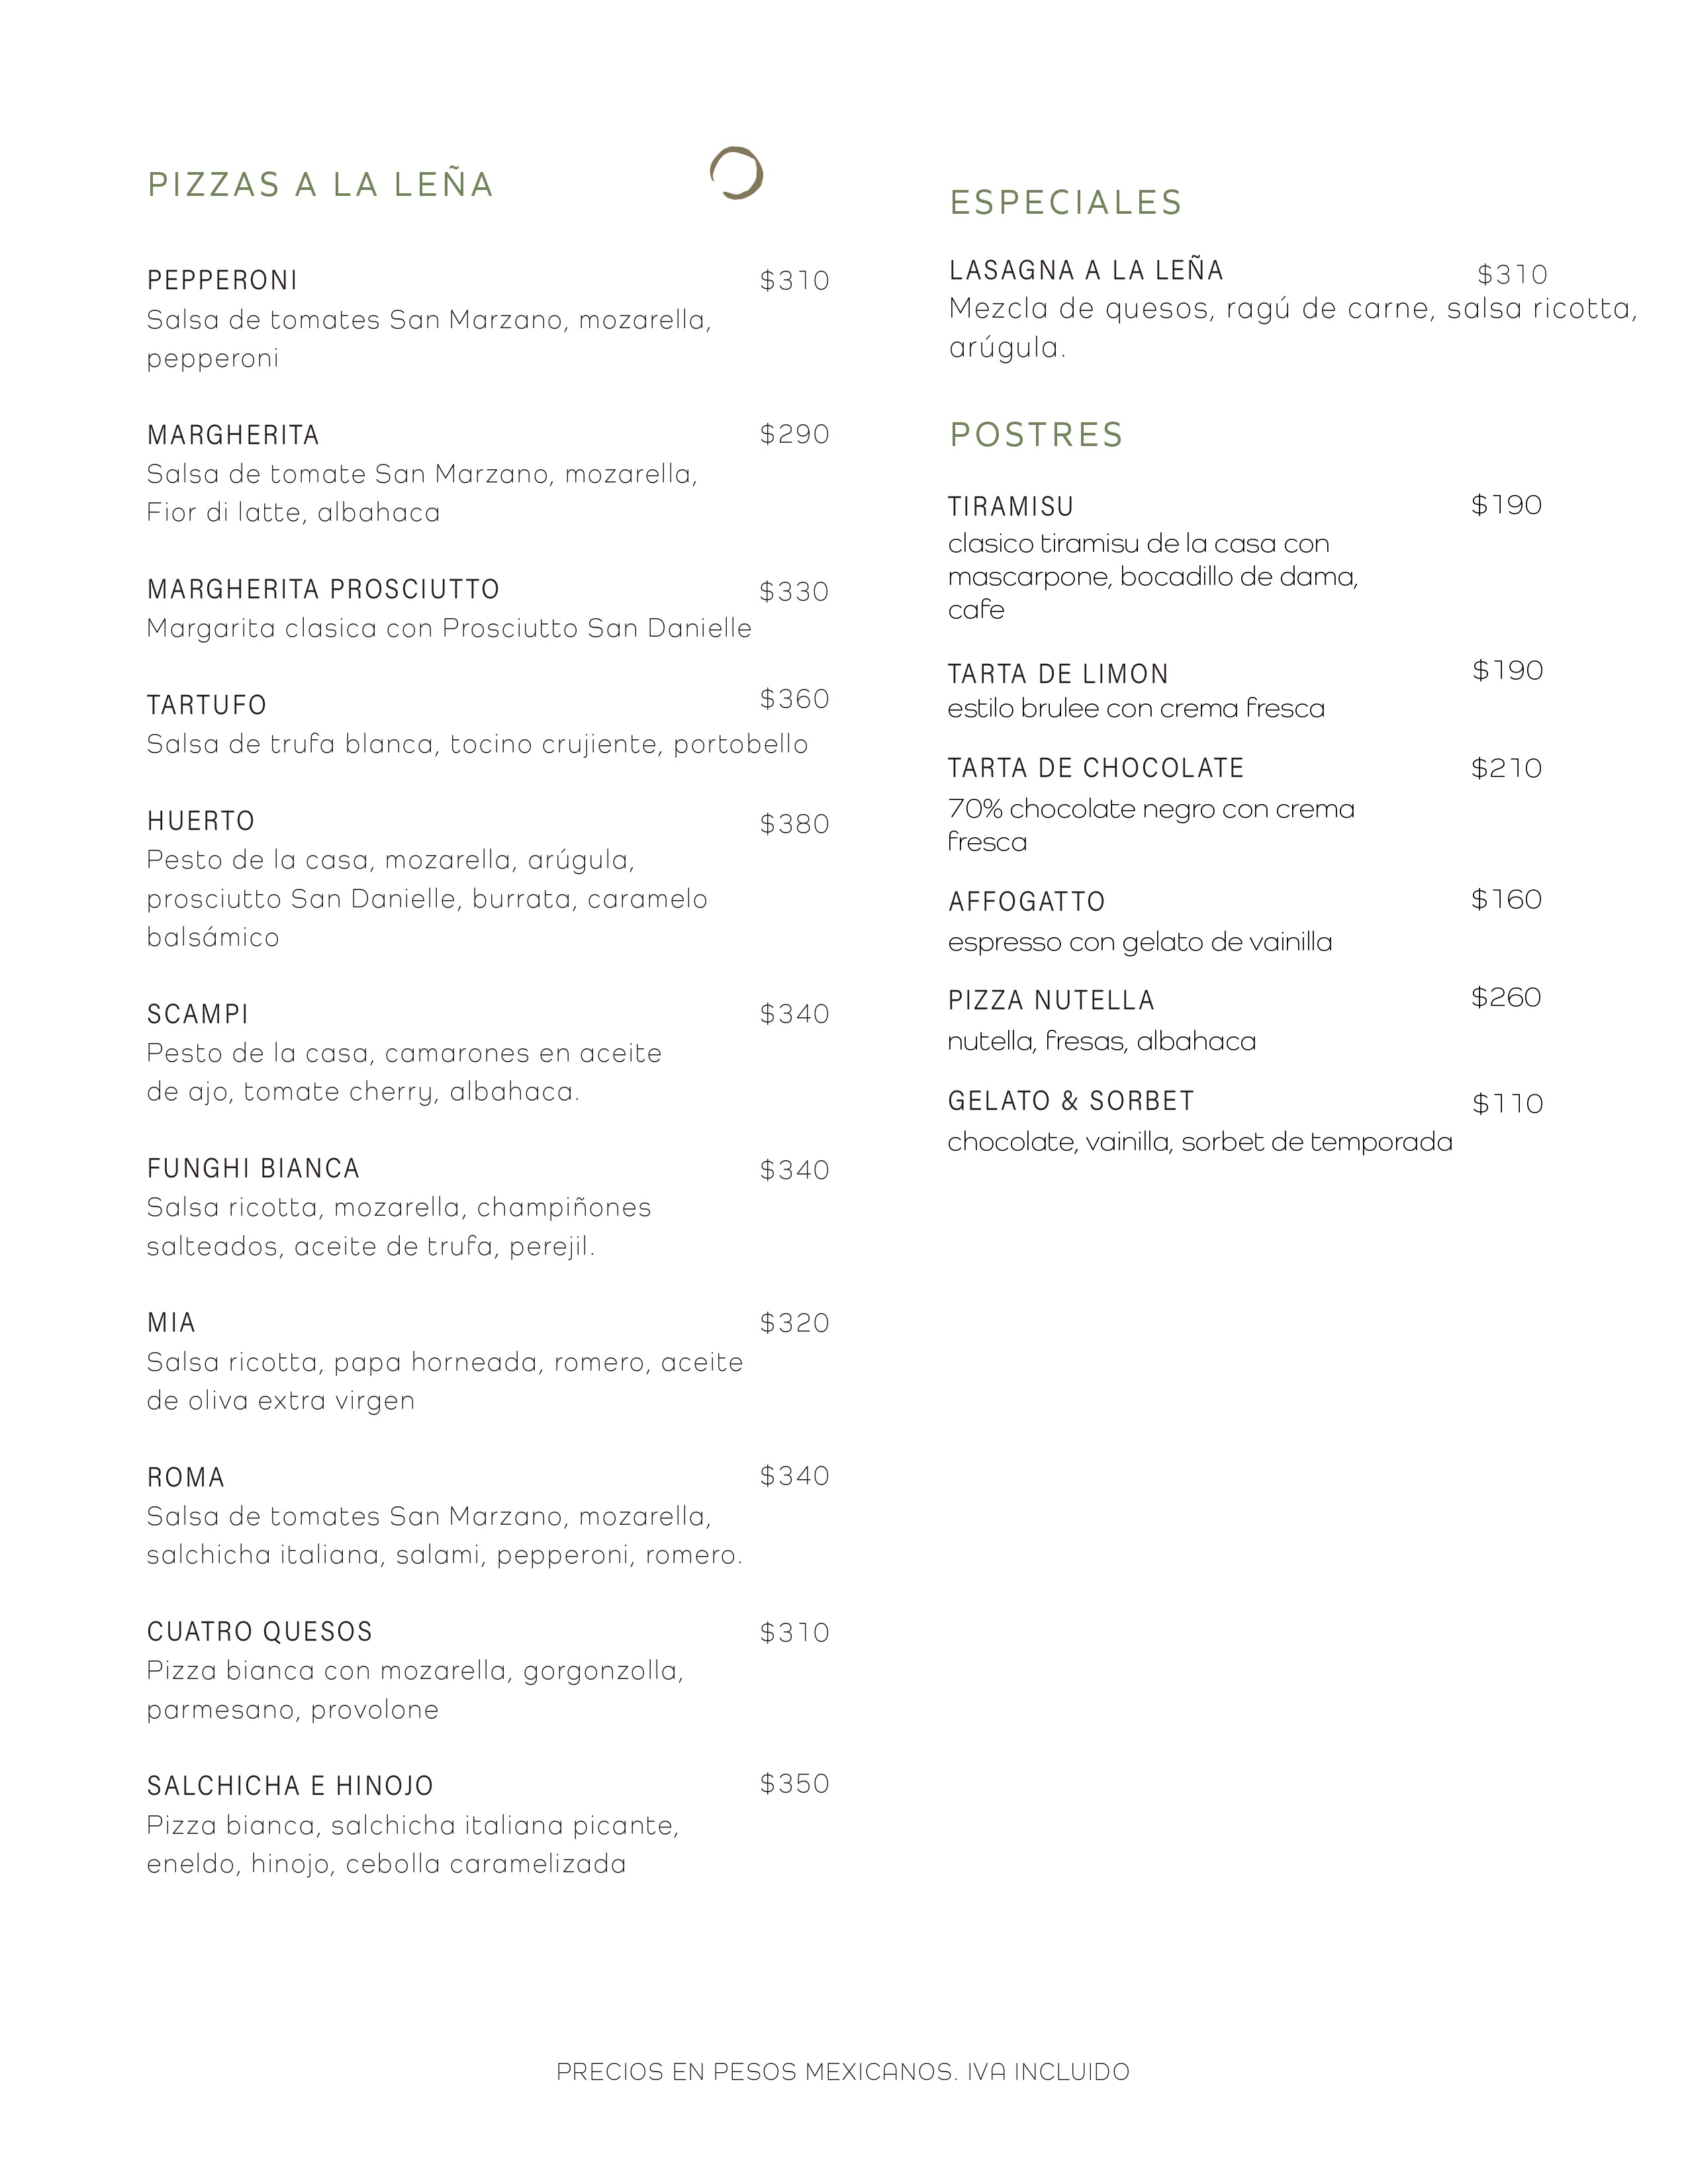 PIZZAS A LA LEÑA
PEPPERONI $310
Salsa de tomates San Marzano, mozarella,
pepperoni
MARGHERITA $290
Salsa de tomate San Marzano, mozarella,
Fior di latte, albahaca
MARGHERITA PROSCIUTTO $330
Margarita clasica con Prosciutto San Danielle
TARTUFO $360
Salsa de trufa blanca, tocino crujiente, portobello
HUERTO $380
Pesto de la casa, mozarella, arúgula,
prosciutto San Danielle, burrata, caramelo
balsámico
SCAMPI $340
Pesto de la casa, camarones en aceite
de ajo, tomate cherry, albahaca.
FUNGHI BIANCA $340
Salsa ricotta, mozarella, champiñones
salteados, aceite de trufa, perejil.
MIA $320
Salsa ricotta, papa horneada, romero, aceite
de oliva extra virgen
ROMA $340
Salsa de tomates San Marzano, mozarella,
salchicha italiana, salami, pepperoni, romero.
CUATRO QUESOS $310
Pizza bianca con mozarella, gorgonzolla,
parmesano, provolone
SALCHICHA E HINOJO $350
Pizza bianca, salchicha italiana picante,
eneldo, hinojo, cebolla caramelizada
ESPECIALES
LASAGNA A LA LEÑA $310
Mezcla de quesos, ragú de carne, salsa ricotta,
arúgula.
POSTRES
TIRAMISU $190
clasico tiramisu de la casa con
mascarpone, bocadillo de dama,
cafe
TARTA DE LIMON $190
estilo brulee con crema fresca
TARTA DE CHOCOLATE $210
70% chocolate negro con crema
fresca
AFFOGATTO $160
espresso con gelato de vainilla
PIZZA NUTELLA $260
nutella, fresas, albahaca
GELATO & SORBET $110
chocolate, vainilla, sorbet de temporada
PRECIOS EN PESOS MEXICANOS. IVA INCLUIDO